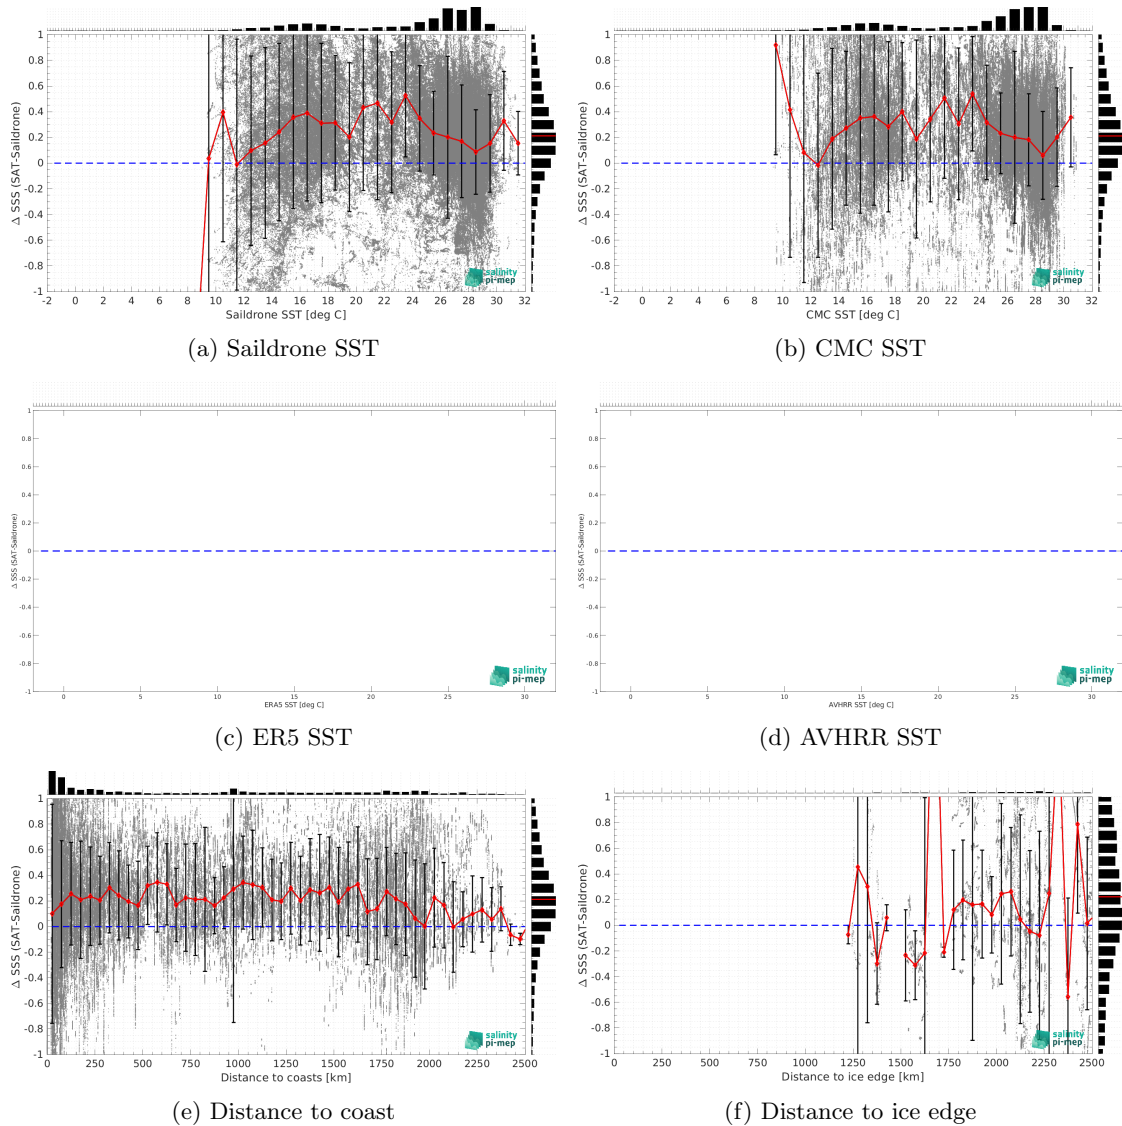 1
0.8
0.6
0.4
0.2
0
-0.2
-0.4
-0.6
-0.8
-1
Δ SSS (SAT-Saildrone)
salinity
pi-mep
-2 0 2 4 6 8 10 12 14 16 18 20 22 24 26 28 30 32
Saildrone SST [deg C]
(a) Saildrone SST
1
0.8
0.6
0.4
0.2
0
-0.2
-0.4
-0.6
-0.8
-1
Δ SSS (SAT-Saildrone)
salinity
pi-mep
-2 0 2 4 6 8 10 12 14 16 18 20 22 24 26 28 30 32
CMC SST [deg C]
(b) CMC SST
1
0.8
0.6
0.4
0.2
0
-0.2
-0.4
-0.6
-0.8
-1
Δ SSS (SAT-Saildrone)
salinity
pi-mep
0 5 10 15 20 25 30
ERA5 SST [deg C]
(c) ER5 SST
1
0.8
0.6
0.4
0.2
0
-0.2
-0.4
-0.6
-0.8
-1
Δ SSS (SAT-Saildrone)
salinity
pi-mep
0 5 10 15 20 25 30
AVHRR SST [deg C]
(d) AVHRR SST
1
0.8
0.6
0.4
0.2
0
-0.2
-0.4
-0.6
-0.8
-1
Δ SSS (SAT-Saildrone)
salinity
pi-mep
0 250 500 750 1000 1250 1500 1750 2000 2250 2500
Distance to coasts [km]
(e) Distance to coast
1
0.8
0.6
0.4
0.2
0
-0.2
-0.4
-0.6
-0.8
-1
Δ SSS (SAT-Saildrone)
salinity
pi-mep
0 250 500 750 1000 1250 1500 1750 2000 2250 2500
Distance to ice edge [km]
(f) Distance to ice edge